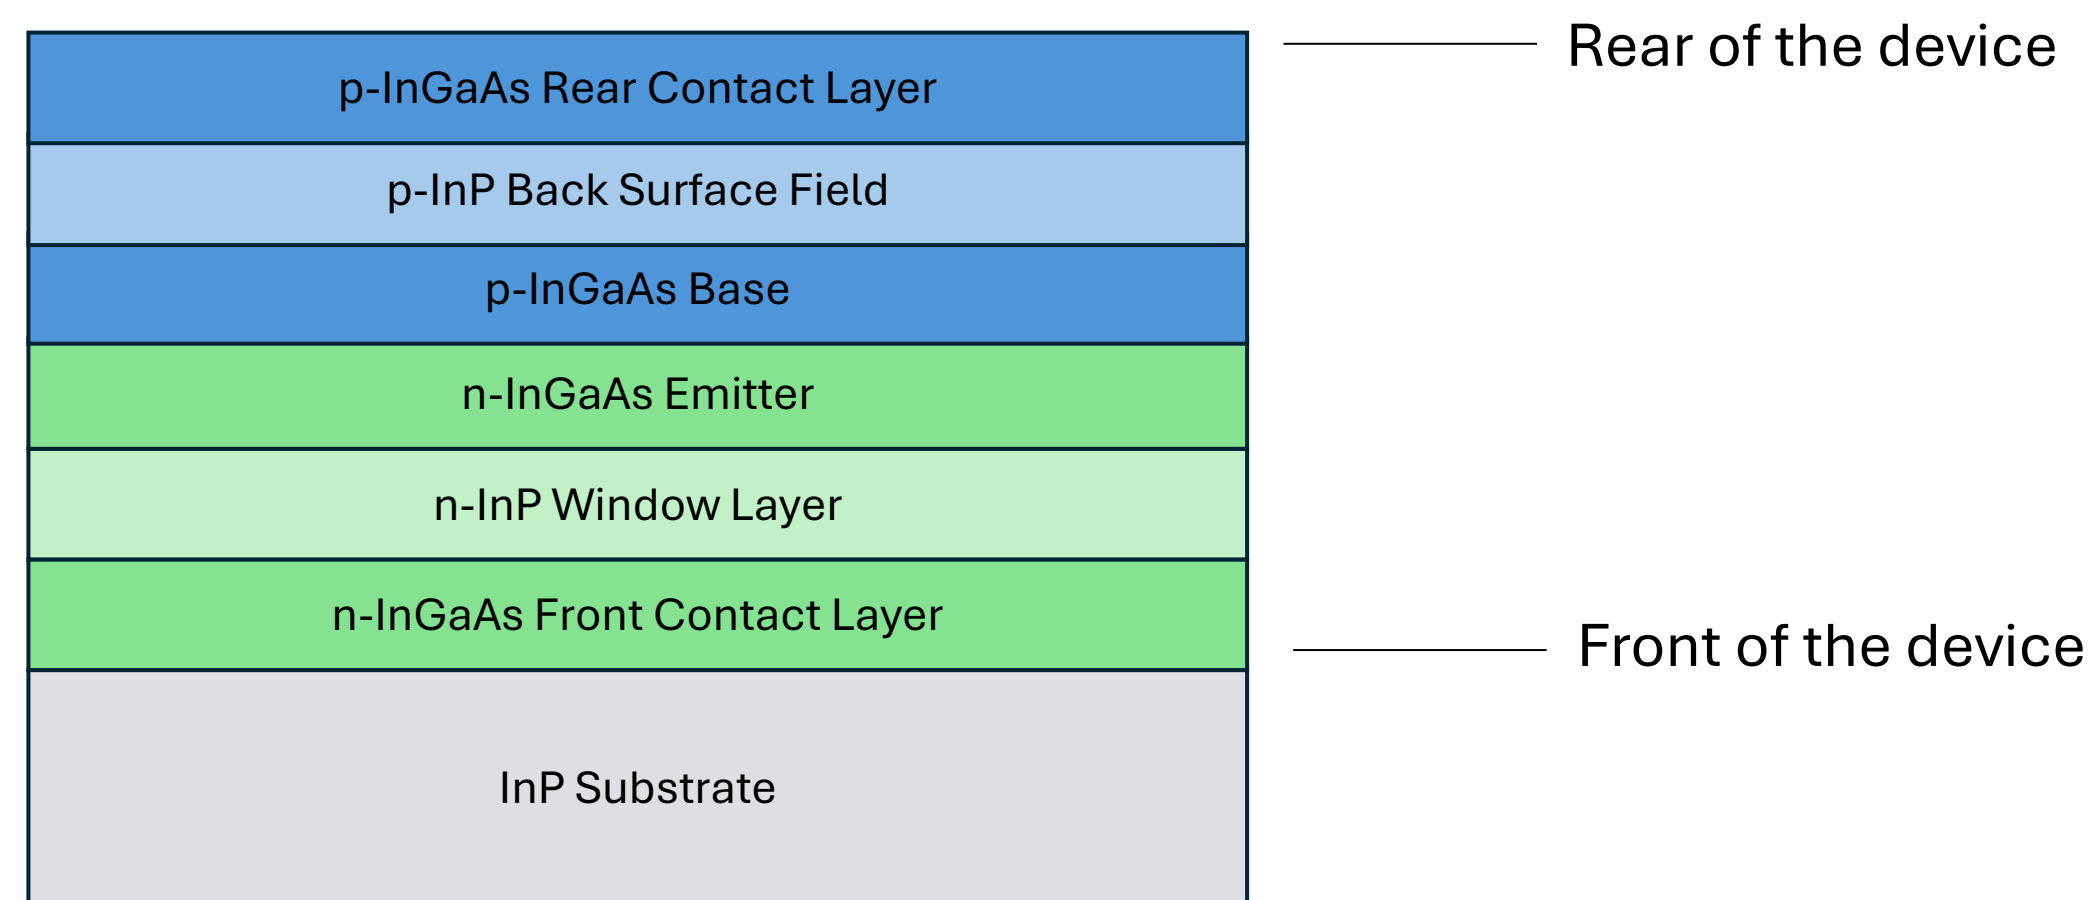 p-InGaAs Rear Contact Layer
Rear of the device
p-InP Back Surface Field
p-InGaAs Base
n-InGaAs Emitter
n-InP Window Layer
n-InGaAs Front Contact Layer
Front of the device
InP Substrate